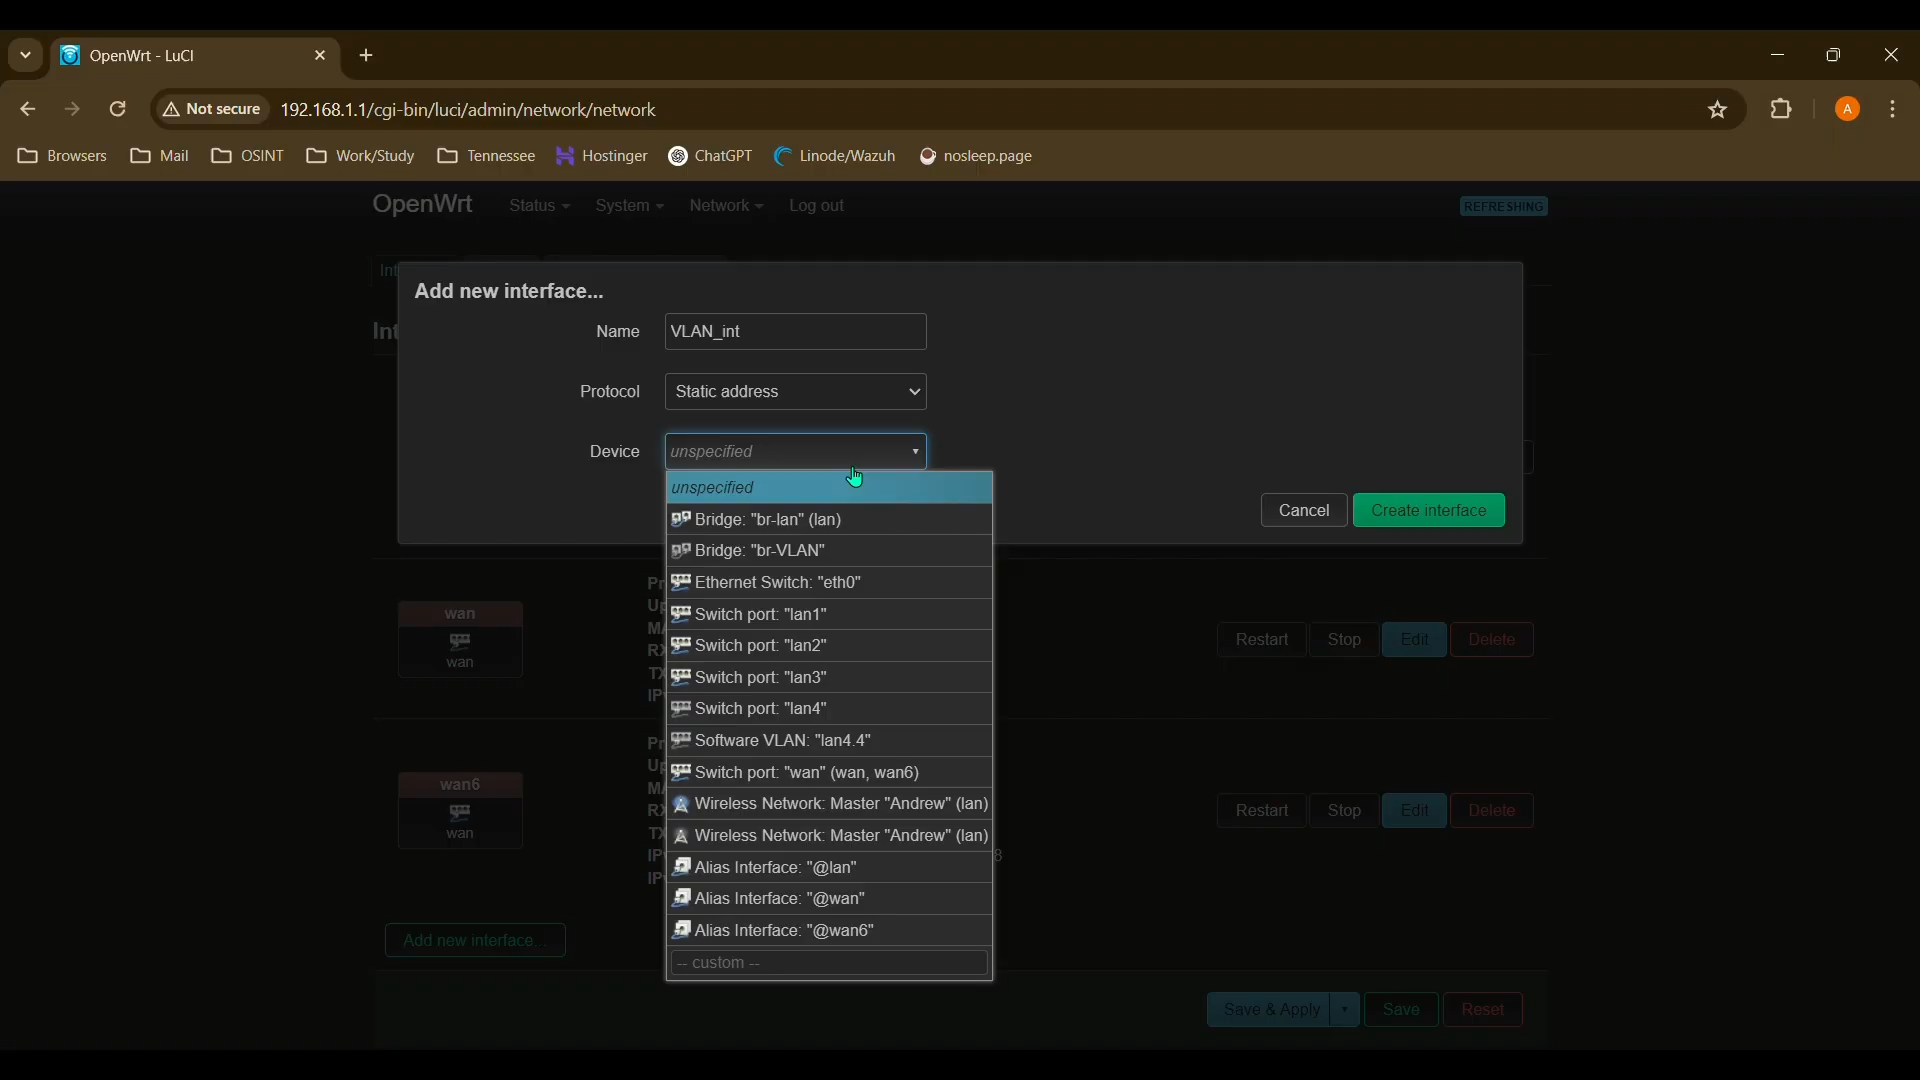 OpenWrt - LuCI
Not secure 192.168.1.1/cgi-bin/luci/admin/network/network
A
Browsers Mail OSINT Work/Study Tennessee Hostinger ChatGPT Linode/Wazuh nosleep.page
OpenWrt Status System Network Log out REFRESHING
Int
Add new interface...
Int
Name VLAN_int
Protocol Static address
Device unspecified
unspecified
Cancel Create interface
Bridge: "br-lan" (lan)
Bridge: "br-VLAN"
Ethernet Switch: "eth0"
Switch port: "lan1"
Switch port: "lan2"
Switch port: "lan3"
Switch port: "lan4"
Software VLAN: "lan4.4"
Switch port: "wan" (wan, wan6)
Wireless Network: Master "Andrew" (lan)
Wireless Network: Master "Andrew" (lan)
Alias Interface: "@lan"
Alias Interface: "@wan"
Alias Interface: "@wan6"
-- custom --
wan
wan
Restart Stop Edit Delete
wan6
wan
Restart Stop Edit Delete
8
Add new interface...
Save & Apply Save Reset